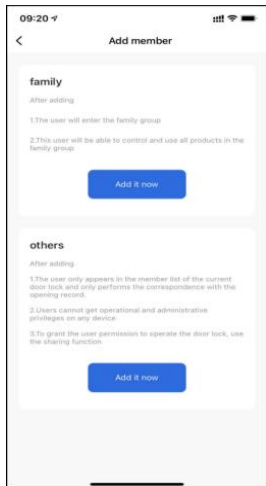 09:20
Add member
family
After adding
1.The user will enter the family group
2.This user will be able to control and use all products in the
family group
Add it now
others
After adding
1.The user only appears in the member list of the current
door lock and only performs the correspondence with the
opening record.
2.Users cannot get operational and administrative
privileges on any device
3.To grant the user permission to operate the door lock, use
the sharing function
Add it now